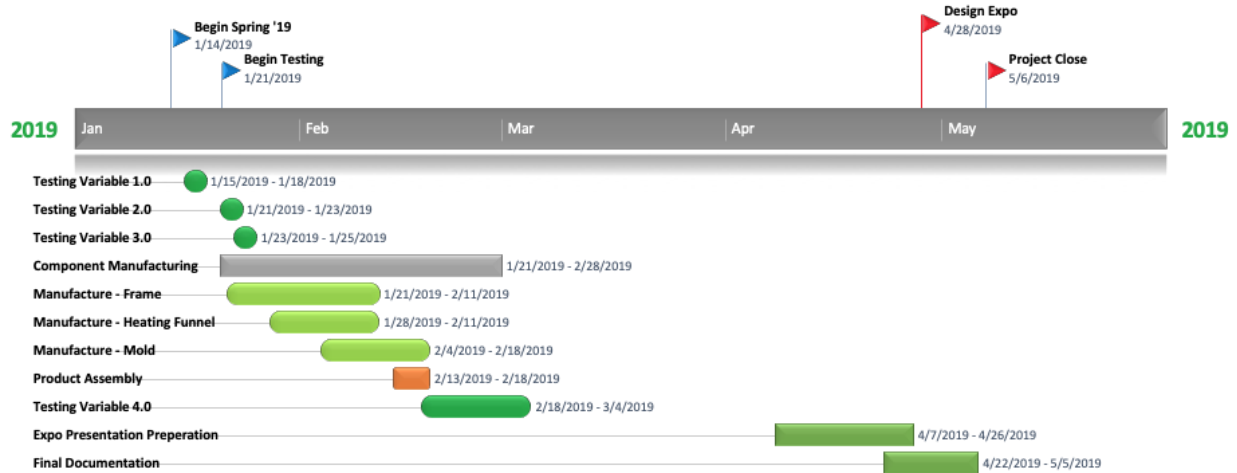 Begin Spring '19
1/14/2019
Begin Testing
1/21/2019
Design Expo
4/28/2019
Project Close
5/6/2019
2019 Jan Feb Mar Apr May 2019
Testing Variable 1.0 1/15/2019 - 1/18/2019
Testing Variable 2.0 1/21/2019 - 1/23/2019
Testing Variable 3.0 1/23/2019 - 1/25/2019
Component Manufacturing 1/21/2019 - 2/28/2019
Manufacture - Frame 1/21/2019 - 2/11/2019
Manufacture - Heating Funnel 1/28/2019 - 2/11/2019
Manufacture - Mold 2/4/2019 - 2/18/2019
Product Assembly 2/13/2019 - 2/18/2019
Testing Variable 4.0 2/18/2019 - 3/4/2019
Expo Presentation Preperation 4/7/2019 - 4/26/2019
Final Documentation 4/22/2019 - 5/5/2019